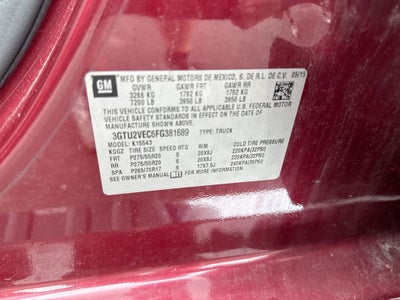 GM
MFD BY GENERAL MOTORS DE MEXICO, S. DE R.L. DE C.V. 05/15
GVWR GAWR FRT GAWR RR
3266 KG 1792 KG 1792 KG
7200 LB 3950 LB 3950 LB
THIS VEHICLE CONFORMS TO ALL APPLICABLE U.S. FEDERAL MOTOR
VEHICLE SAFETY STANDARDS IN EFFECT ON THE DATE OF
MANUFACTURE SHOWN ABOVE.
3GTU2VEC6FG381689 TYPE: TRUCK
MODEL: K15543
KGGZ TIRE SIZE SPEED RTG RIM COLD TIRE PRESSURE
FRT P275/55R20 S 20X9J 220KPA(32PSI)
RR P275/55R20 S 20X9J 220KPA(32PSI)
SPA P265/70R17 S 17X7.5J
SEE OWNER'S MANUAL FOR MORE INFORMATION.